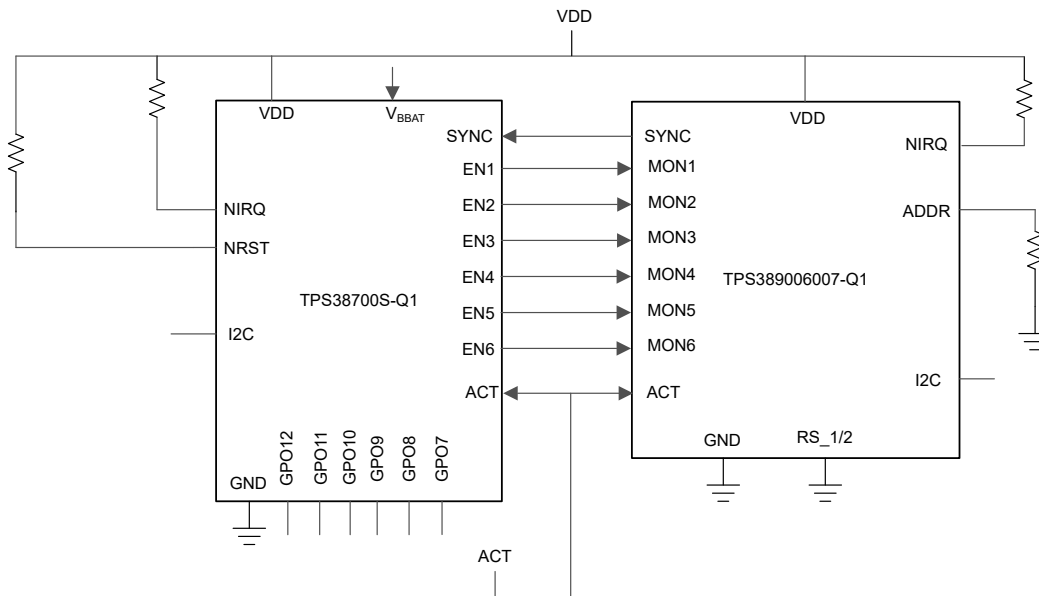 VDD
VDD
VBBAT
SYNC
EN1
EN2
EN3
EN4
EN5
EN6
ACT
NIRQ
NRST
I2C
TPS38700S-Q1
GND
GPO12
GPO11
GPO10
GPO9
GPO8
GPO7
VDD
SYNC
MON1
MON2
MON3
MON4
MON5
MON6
ACT
NIRQ
ADDR
TPS389006007-Q1
I2C
GND
RS_1/2
ACT